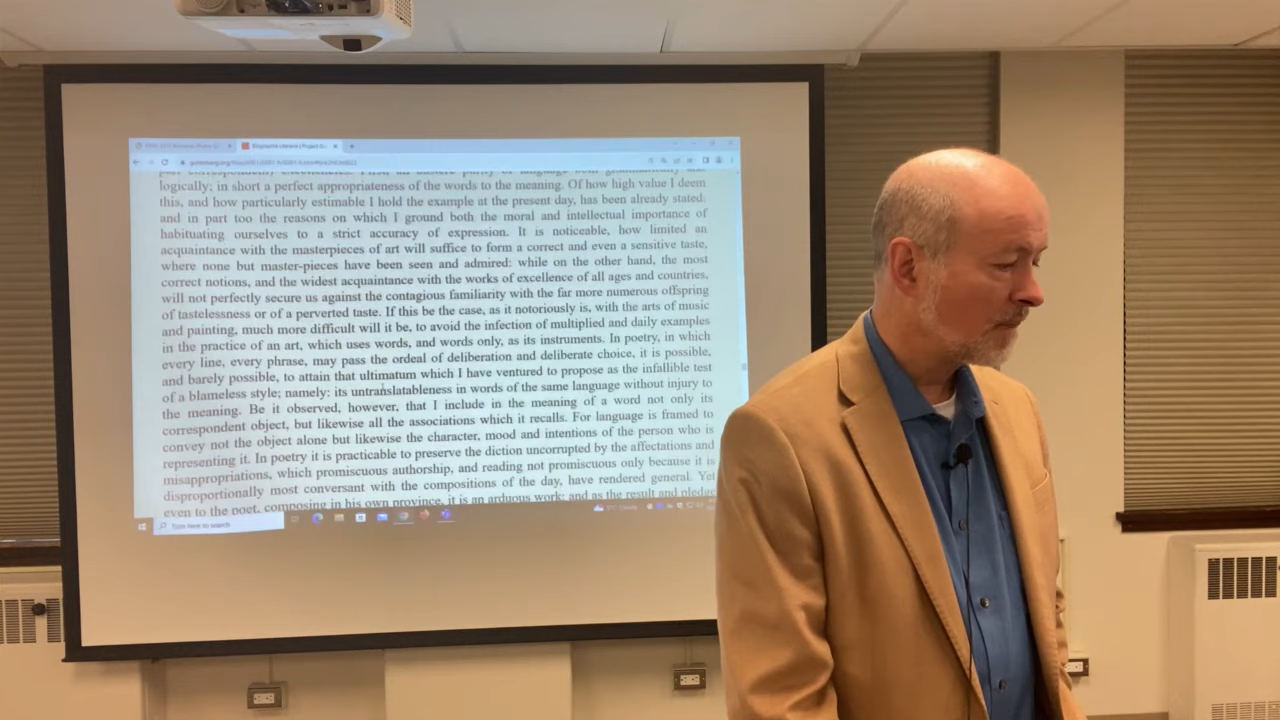 Biographia Literaria | Project G
logically; in short a perfect appropriateness of the words to the meaning. Of how high value I deem
this, and how particularly estimable I hold the example at the present day, has been already stated:
and in part too the reasons on which I ground both the moral and intellectual importance of
habituating ourselves to a strict accuracy of expression. It is noticeable, how limited an
acquaintance with the masterpieces of art will suffice to form a correct and even a sensitive taste,
where none but master-pieces have been seen and admired: while on the other hand, the most
correct notions, and the widest acquaintance with the works of excellence of all ages and countries,
will not perfectly secure us against the contagious familiarity with the far more numerous offspring
of tastelessness or of a perverted taste. If this be the case, as it notoriously is, with the arts of music
and painting, much more difficult will it be, to avoid the infection of multiplied and daily examples
in the practice of an art, which uses words, and words only, as its instruments. In poetry, in which
every line, every phrase, may pass the ordeal of deliberation and deliberate choice, it is possible,
and barely possible, to attain that ultimatum which I have ventured to propose as the infallible test
of a blameless style; namely: its untranslatableness in words of the same language without injury to
the meaning. Be it observed, however, that I include in the meaning of a word not only its
correspondent object, but likewise all the associations which it recalls. For language is framed to
convey not the object alone but likewise the character, mood and intentions of the person who is
representing it. In poetry it is practicable to preserve the diction uncorrupted by the affectations and
misappropriations, which promiscuous authorship, and reading not promiscuous only because it is
disproportionally most conversant with the compositions of the day, have rendered general. Yet
even to the poet, composing in his own province, it is an arduous work: and as the result and pledge
Type here to search